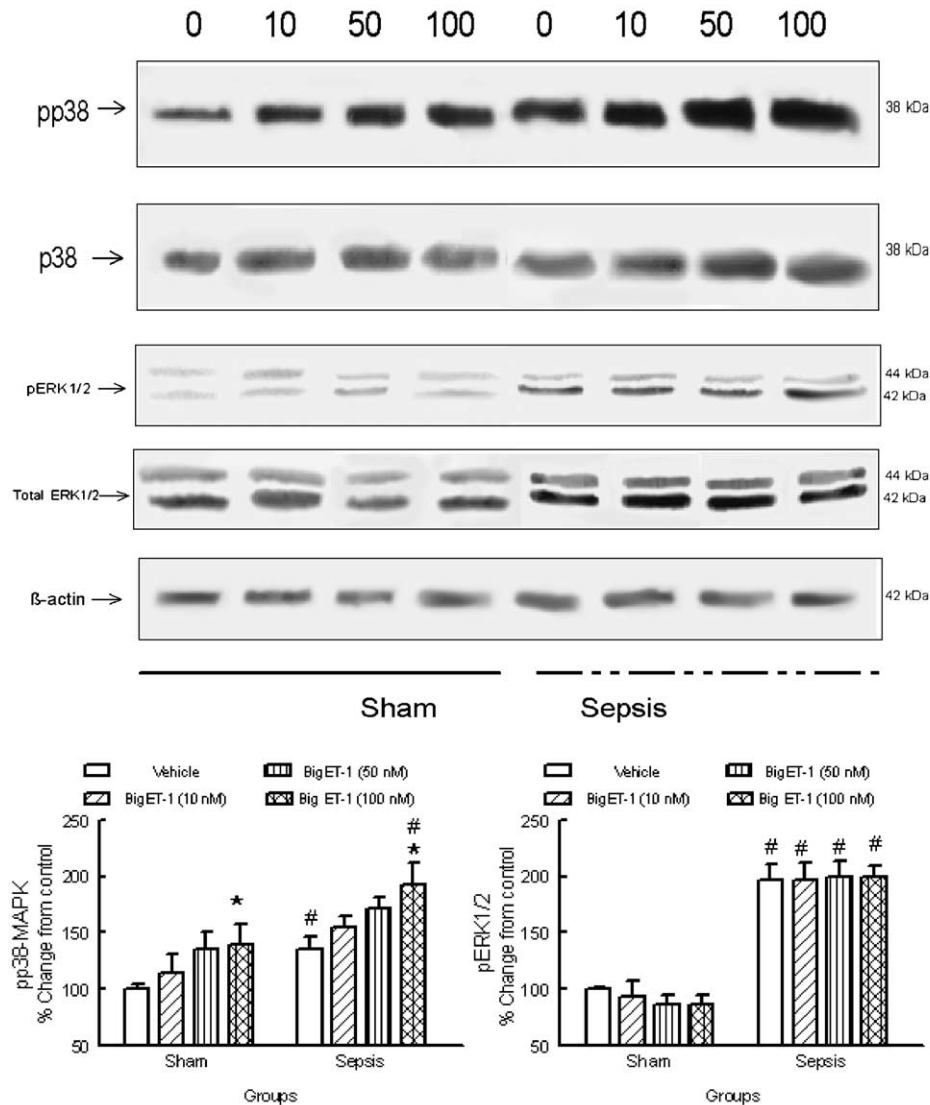 0 10 50 100 0 10 50 100
pp38 → 38 kDa
p38 → 38 kDa
44 kDa
pERK1/2 → 42 kDa
44 kDa
Total ERK1/2 → 42 kDa
ß-actin → 42 kDa
Sham Sepsis
Vehicle BigET-1 (50 nM)
BigET-1 (10 nM) Big ET-1 (100 nM)
pp38-MAPK
% Change from control
250
200
150
100
50
*
#
#
*
Sham Sepsis
Groups
Vehicle BigET-1 (50 nM)
BigET-1 (10 nM) Big ET-1 (100 nM)
pERK1/2
% Change from control
250
200
150
100
50
# # # #
Sham Sepsis
Groups